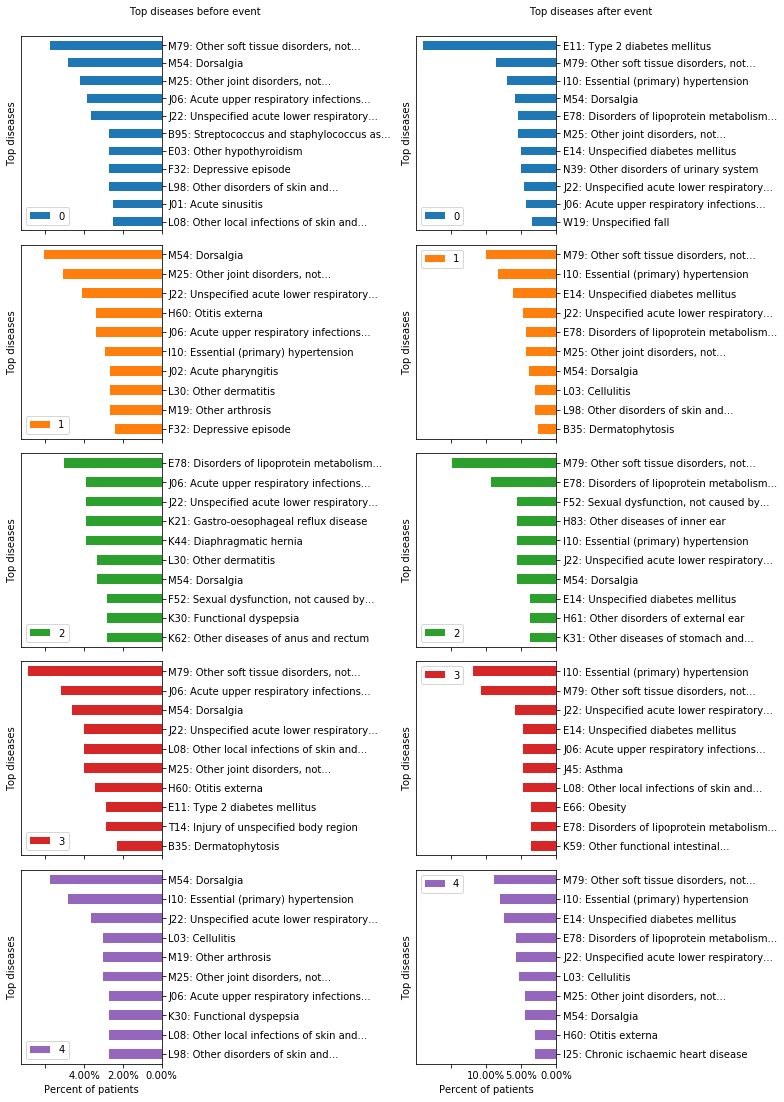 Top diseases before event
Top diseases
M79: Other soft tissue disorders, not...
M54: Dorsalgia
M25: Other joint disorders, not...
J06: Acute upper respiratory infections...
J22: Unspecified acute lower respiratory...
B95: Streptococcus and staphylococcus as...
E03: Other hypothyroidism
F32: Depressive episode
L98: Other disorders of skin and...
J01: Acute sinusitis
L08: Other local infections of skin and...
0
Top diseases after event
Top diseases
E11: Type 2 diabetes mellitus
M79: Other soft tissue disorders, not...
I10: Essential (primary) hypertension
M54: Dorsalgia
E78: Disorders of lipoprotein metabolism...
M25: Other joint disorders, not...
E14: Unspecified diabetes mellitus
N39: Other disorders of urinary system
J22: Unspecified acute lower respiratory...
J06: Acute upper respiratory infections...
W19: Unspecified fall
0
Top diseases
M54: Dorsalgia
M25: Other joint disorders, not...
J22: Unspecified acute lower respiratory...
H60: Otitis externa
J06: Acute upper respiratory infections...
I10: Essential (primary) hypertension
J02: Acute pharyngitis
L30: Other dermatitis
M19: Other arthrosis
F32: Depressive episode
1
Top diseases
1
M79: Other soft tissue disorders, not...
I10: Essential (primary) hypertension
E14: Unspecified diabetes mellitus
J22: Unspecified acute lower respiratory...
E78: Disorders of lipoprotein metabolism...
M25: Other joint disorders, not...
M54: Dorsalgia
L03: Cellulitis
L98: Other disorders of skin and...
B35: Dermatophytosis
Top diseases
E78: Disorders of lipoprotein metabolism...
J06: Acute upper respiratory infections...
J22: Unspecified acute lower respiratory...
K21: Gastro-oesophageal reflux disease
K44: Diaphragmatic hernia
L30: Other dermatitis
M54: Dorsalgia
F52: Sexual dysfunction, not caused by...
K30: Functional dyspepsia
K62: Other diseases of anus and rectum
2
Top diseases
M79: Other soft tissue disorders, not...
E78: Disorders of lipoprotein metabolism...
F52: Sexual dysfunction, not caused by...
H83: Other diseases of inner ear
I10: Essential (primary) hypertension
J22: Unspecified acute lower respiratory...
M54: Dorsalgia
E14: Unspecified diabetes mellitus
H61: Other disorders of external ear
K31: Other diseases of stomach and...
2
Top diseases
M79: Other soft tissue disorders, not...
J06: Acute upper respiratory infections...
M54: Dorsalgia
J22: Unspecified acute lower respiratory...
L08: Other local infections of skin and...
M25: Other joint disorders, not...
H60: Otitis externa
E11: Type 2 diabetes mellitus
T14: Injury of unspecified body region
B35: Dermatophytosis
3
Top diseases
3
I10: Essential (primary) hypertension
M79: Other soft tissue disorders, not...
J22: Unspecified acute lower respiratory...
E14: Unspecified diabetes mellitus
J06: Acute upper respiratory infections...
J45: Asthma
L08: Other local infections of skin and...
E66: Obesity
E78: Disorders of lipoprotein metabolism...
K59: Other functional intestinal...
Top diseases
M54: Dorsalgia
I10: Essential (primary) hypertension
J22: Unspecified acute lower respiratory...
L03: Cellulitis
M19: Other arthrosis
M25: Other joint disorders, not...
J06: Acute upper respiratory infections...
K30: Functional dyspepsia
L08: Other local infections of skin and...
L98: Other disorders of skin and...
4
4.00% 2.00% 0.00%
Percent of patients
Top diseases
4
M79: Other soft tissue disorders, not...
I10: Essential (primary) hypertension
E14: Unspecified diabetes mellitus
E78: Disorders of lipoprotein metabolism...
J22: Unspecified acute lower respiratory...
L03: Cellulitis
M25: Other joint disorders, not...
M54: Dorsalgia
H60: Otitis externa
I25: Chronic ischaemic heart disease
10.00% 5.00% 0.00%
Percent of patients